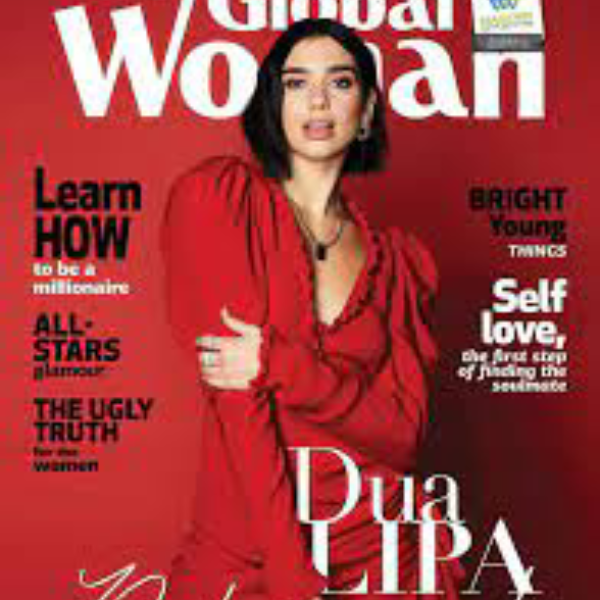 Global
Woman
Learn
HOW
to be a
millionaire
ALL-
STARS
glamour
THE UGLY
TRUTH
for the
women
BRIGHT
Young
THINGS
Self
love,
the first step
of finding the
soulmate
Dua
LIPA